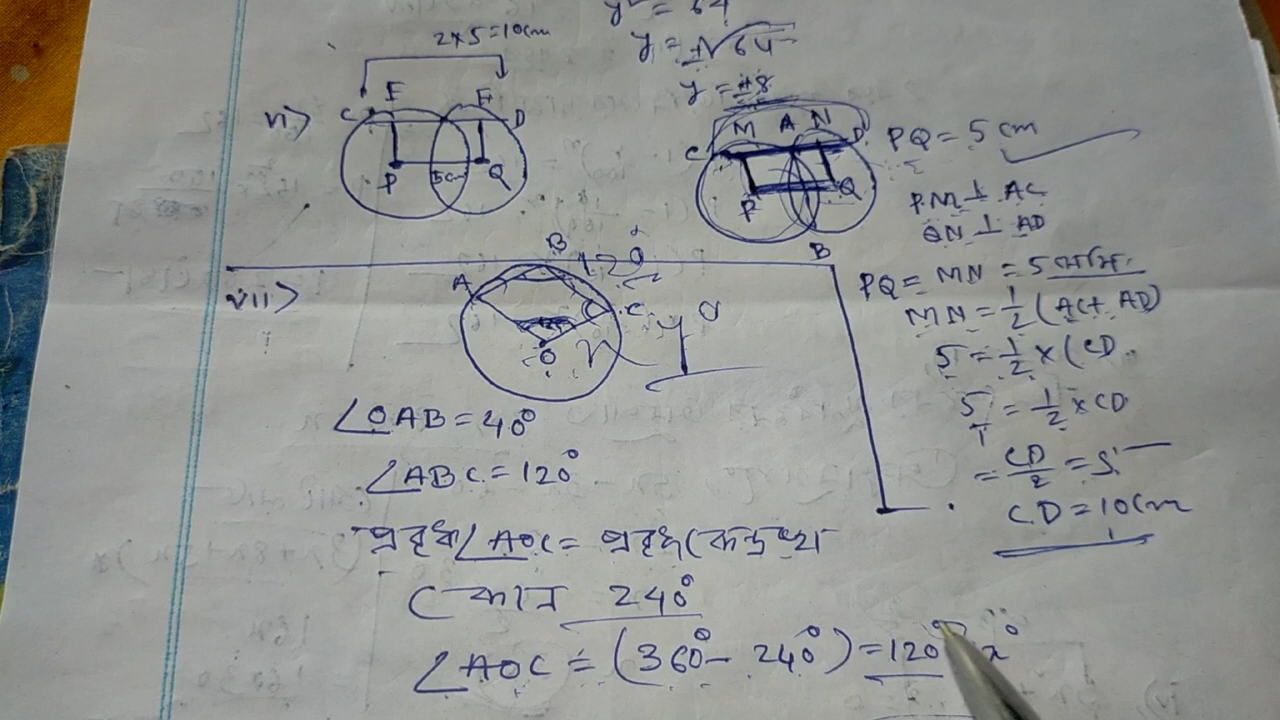 y² = 64
y = ±√64
y = ±8
2×5=10cm
vi>
C E F D
P 5cm Q
C M A N D
P Q
B
PQ = 5 cm
PM ⊥ AC
QN ⊥ AD
PQ = MN = 5 সেমি.
MN = 1/2 (AC+ AD)
5 = 1/2 × (CD
5 = 1/2 × CD
= CD/2 = 5
CD = 10cm
vii>
A B 120° C
O
∠OAB = 40°
∠ABC = 120°
প্রবৃদ্ধ ∠AOC = প্রবৃদ্ধ কেন্দ্রস্থ
কোন 240°
∠AOC = (360° - 240°) = 120° x°